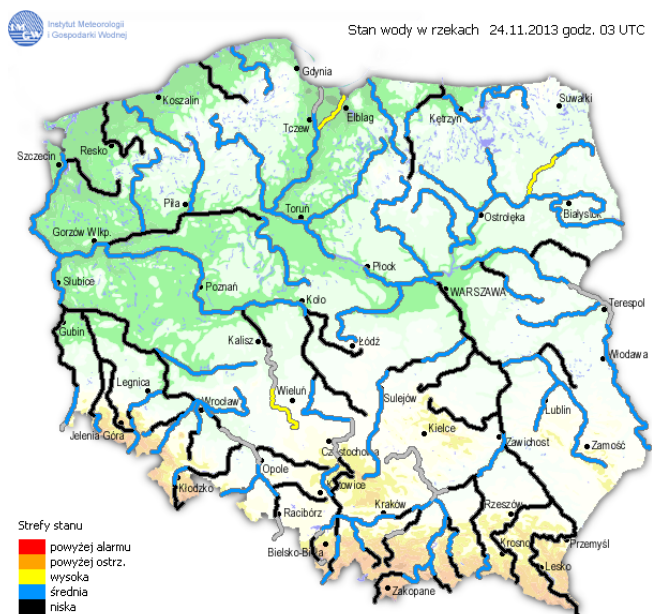 IMGW
Instytut Meteorologii
i Gospodarki Wodnej
Stan wody w rzekach 24.11.2013 godz. 03 UTC
Gdynia
Koszalin
Suwałki
Elbląg
Kętrzyn
Tczew
Resko
Szczecin
Piła
Toruń
Ostrołęka
Białystok
Gorzów Wlkp.
Płock
Słubice
Poznań
Koło
WARSZAWA
Terespol
Gubin
Kalisz
Łódź
Włodawa
Legnica
Wieluń
Sulejów
Wrocław
Lublin
Jelenia Góra
Kielce
Zawichost
Zamość
Częstochowa
Opole
Kłodzko
Katowice
Racibórz
Kraków
Rzeszów
Bielsko-Biała
Krosno
Przemyśl
Lesko
Zakopane
Strefy stanu
powyżej alarmu
powyżej ostrz.
wysoka
średnia
niska